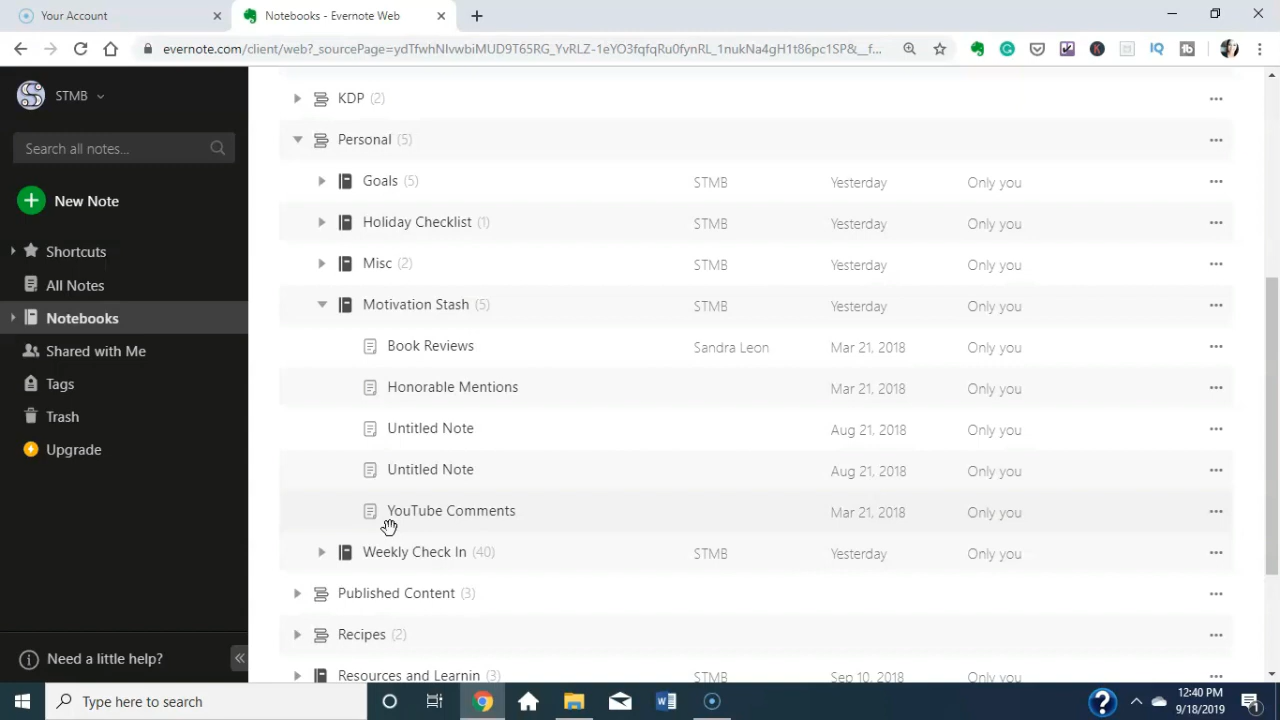 Your Account
Notebooks - Evernote Web
evernote.com/client/web?_sourcePage=ydTfwhNIvwbiMUD9T65RG_YvRLZ-1eYO3fqfqRu0fynRL_1nukNa4gH1t86pc1SP&__f...
STMB
Search all notes...
New Note
Shortcuts
All Notes
Notebooks
Shared with Me
Tags
Trash
Upgrade
Need a little help?
KDP (2)
Personal (5)
Goals (5) STMB Yesterday Only you
Holiday Checklist (1) STMB Yesterday Only you
Misc (2) STMB Yesterday Only you
Motivation Stash (5) STMB Yesterday Only you
Book Reviews Sandra Leon Mar 21, 2018 Only you
Honorable Mentions Mar 21, 2018 Only you
Untitled Note Aug 21, 2018 Only you
Untitled Note Aug 21, 2018 Only you
YouTube Comments Mar 21, 2018 Only you
Weekly Check In (40) STMB Yesterday Only you
Published Content (3)
Recipes (2)
Resources and Learnin (3) STMB Sep 10, 2018 Only you
Type here to search
12:40 PM
9/18/2019